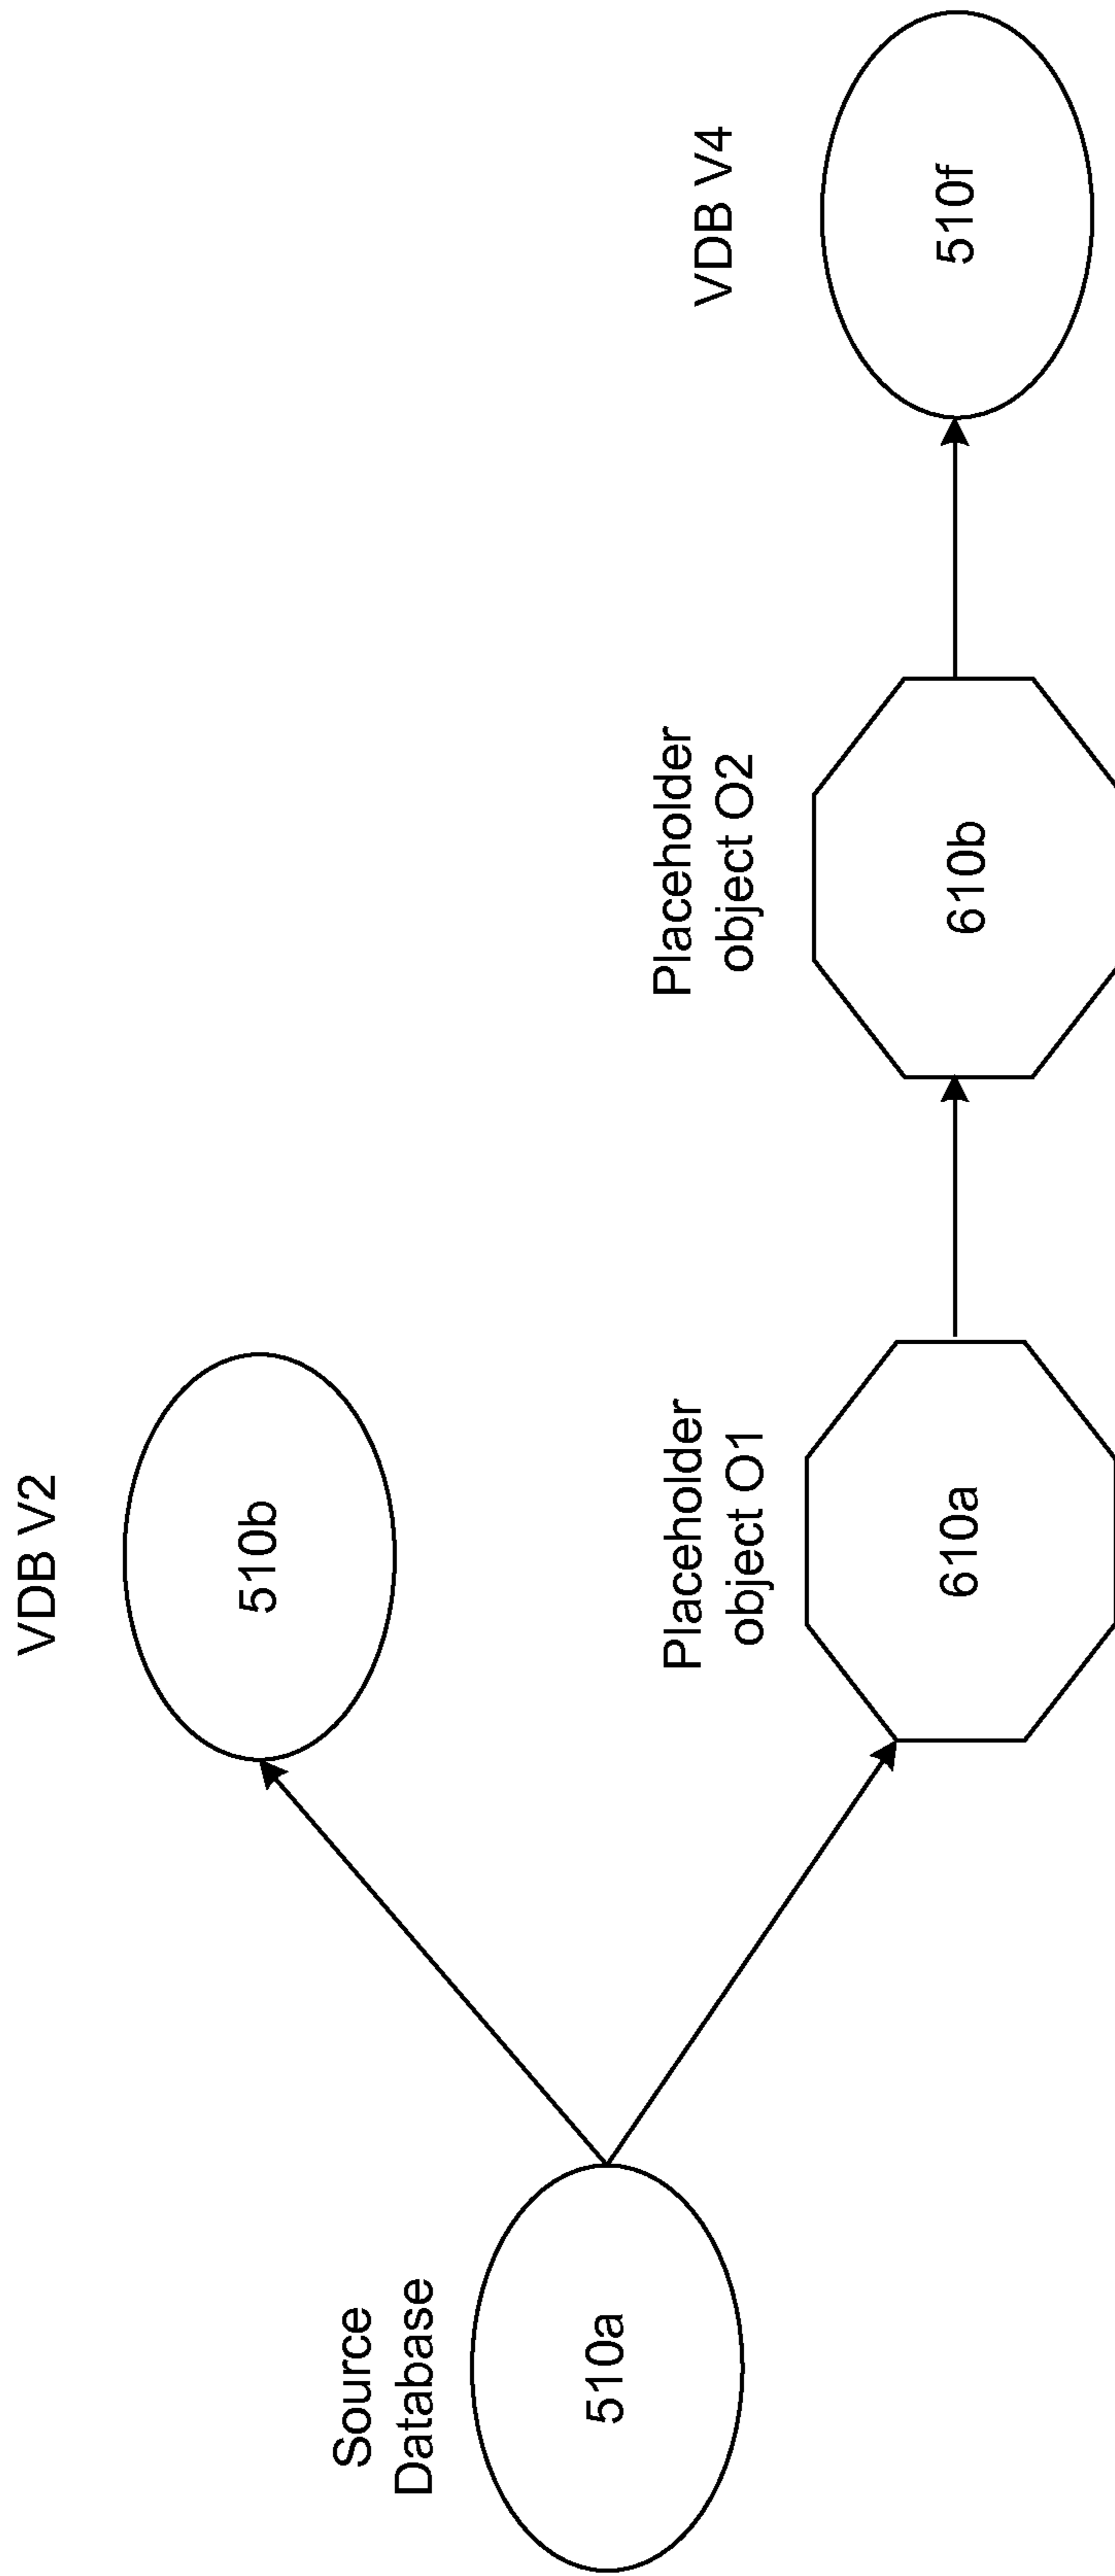 VDB V2
510b
Source
Database
510a
Placeholder
object O1
610a
Placeholder
object O2
610b
VDB V4
510f